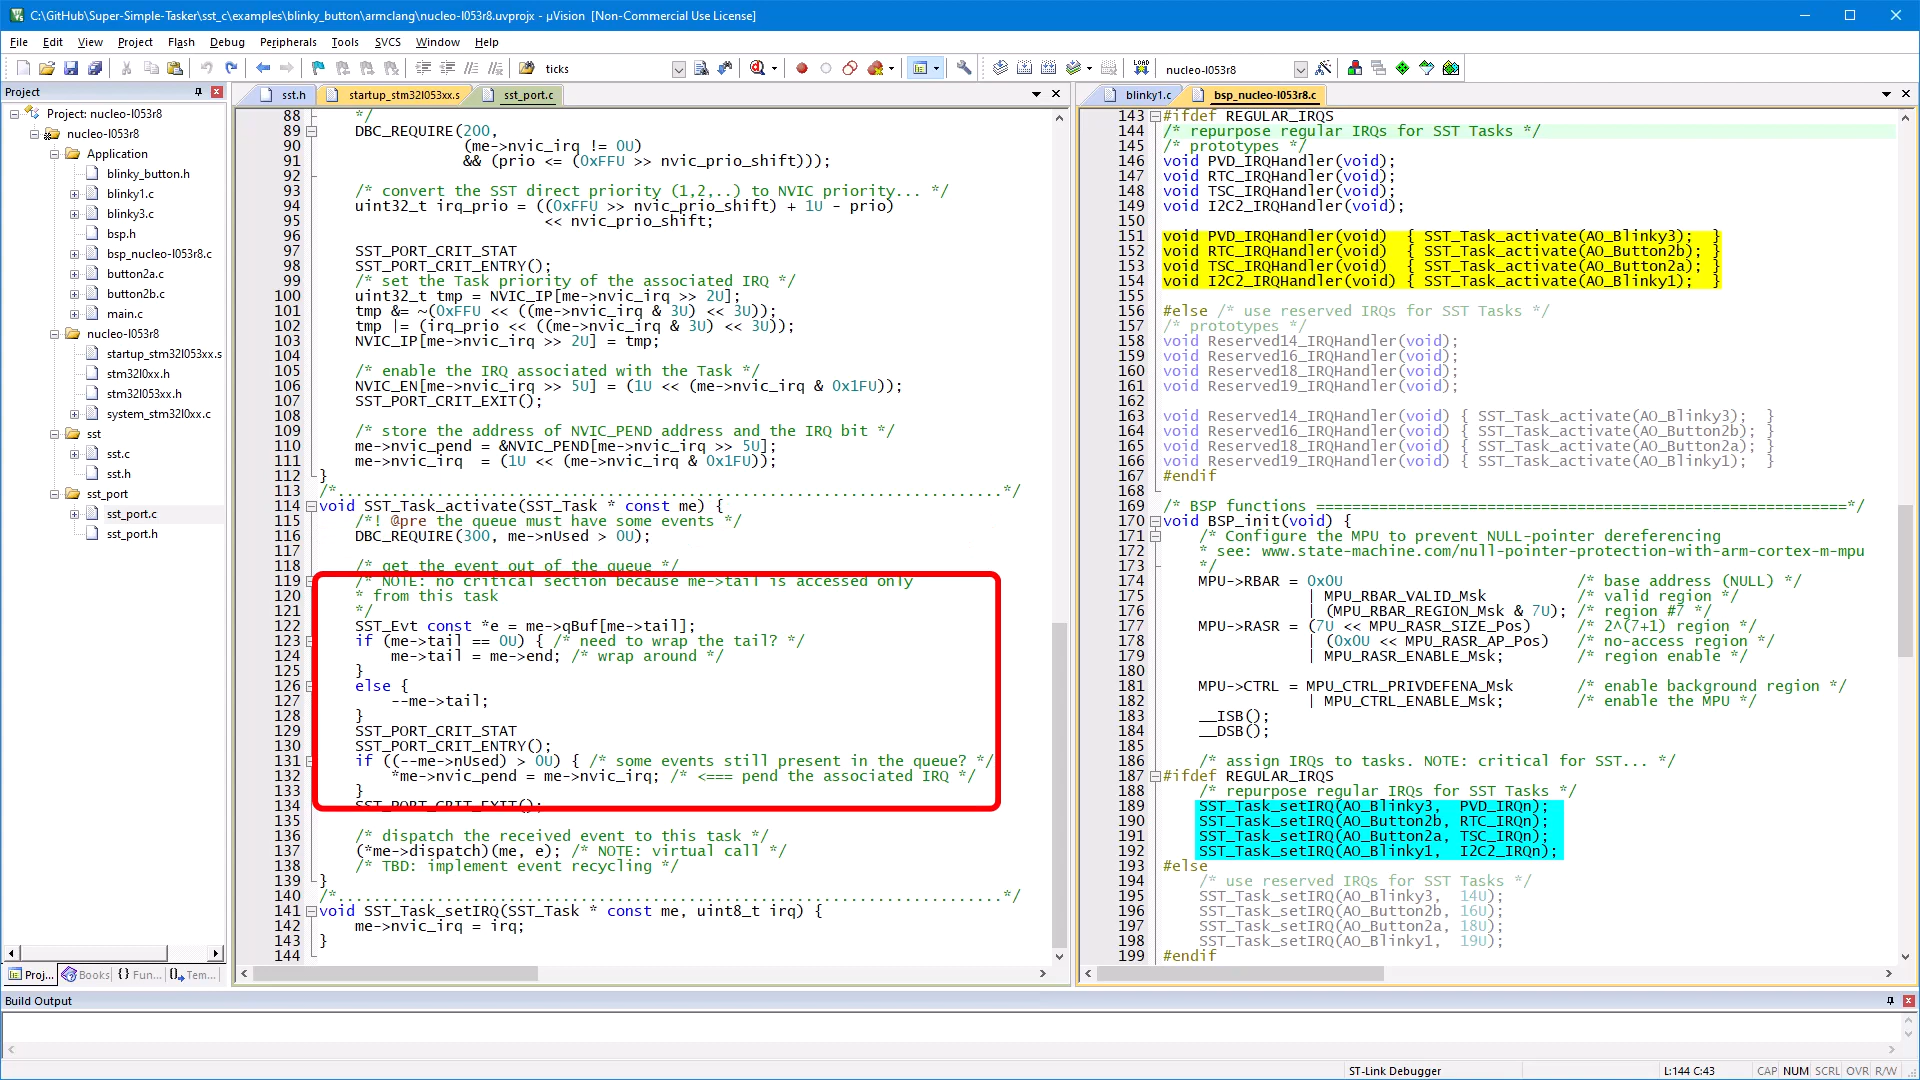 C:\GitHub\Super-Simple-Tasker\sst_c\examples\blinky_button\armclang\nucleo-l053r8.uvprojx - µVision  [Non-Commercial Use License]
File Edit View Project Flash Debug Peripherals Tools SVCS Window Help
ticks
LOAD
nucleo-l053r8
Project
Project: nucleo-l053r8
nucleo-l053r8
Application
blinky_button.h
blinky1.c
blinky3.c
bsp.h
bsp_nucleo-l053r8.c
button2a.c
button2b.c
main.c
nucleo-l053r8
startup_stm32l053xx.s
stm32l0xx.h
stm32l053xx.h
system_stm32l0xx.c
sst
sst.c
sst.h
sst_port
sst_port.c
sst_port.h
Proj... Books {} Fun... Tem...
sst.h startup_stm32l053xx.s sst_port.c
88 */
89 DBC_REQUIRE(200,
90 (me->nvic_irq != 0U)
91 && (prio <= (0xFFU >> nvic_prio_shift)));
92
93 /* convert the SST direct priority (1,2,..) to NVIC priority... */
94 uint32_t irq_prio = ((0xFFU >> nvic_prio_shift) + 1U - prio)
95 << nvic_prio_shift;
96
97 SST_PORT_CRIT_STAT
98 SST_PORT_CRIT_ENTRY();
99 /* set the Task priority of the associated IRQ */
100 uint32_t tmp = NVIC_IP[me->nvic_irq >> 2U];
101 tmp &= ~(0xFFU << ((me->nvic_irq & 3U) << 3U));
102 tmp |= (irq_prio << ((me->nvic_irq & 3U) << 3U));
103 NVIC_IP[me->nvic_irq >> 2U] = tmp;
104
105 /* enable the IRQ associated with the Task */
106 NVIC_EN[me->nvic_irq >> 5U] = (1U << (me->nvic_irq & 0x1FU));
107 SST_PORT_CRIT_EXIT();
108
109 /* store the address of NVIC_PEND address and the IRQ bit */
110 me->nvic_pend = &NVIC_PEND[me->nvic_irq >> 5U];
111 me->nvic_irq  = (1U << (me->nvic_irq & 0x1FU));
112 }
113 /*..........................................................................*/
114 void SST_Task_activate(SST_Task * const me) {
115 /*! @pre the queue must have some events */
116 DBC_REQUIRE(300, me->nUsed > 0U);
117
118 /* get the event out of the queue */
119 /* NOTE: no critical section because me->tail is accessed only
120 * from this task
121 */
122 SST_Evt const *e = me->qBuf[me->tail];
123 if (me->tail == 0U) { /* need to wrap the tail? */
124 me->tail = me->end; /* wrap around */
125 }
126 else {
127 --me->tail;
128 }
129 SST_PORT_CRIT_STAT
130 SST_PORT_CRIT_ENTRY();
131 if ((--me->nUsed) > 0U) { /* some events still present in the queue? */
132 *me->nvic_pend = me->nvic_irq; /* <=== pend the associated IRQ */
133 }
134 SST_PORT_CRIT_EXIT();
135
136 /* dispatch the received event to this task */
137 (*me->dispatch)(me, e); /* NOTE: virtual call */
138 /* TBD: implement event recycling */
139 }
140 /*..........................................................................*/
141 void SST_Task_setIRQ(SST_Task * const me, uint8_t irq) {
142 me->nvic_irq = irq;
143 }
144
blinky1.c bsp_nucleo-l053r8.c
143 #ifdef REGULAR_IRQS
144 /* repurpose regular IRQs for SST Tasks */
145 /* prototypes */
146 void PVD_IRQHandler(void);
147 void RTC_IRQHandler(void);
148 void TSC_IRQHandler(void);
149 void I2C2_IRQHandler(void);
150
151 void PVD_IRQHandler(void)  { SST_Task_activate(AO_Blinky3);  }
152 void RTC_IRQHandler(void)  { SST_Task_activate(AO_Button2b); }
153 void TSC_IRQHandler(void)  { SST_Task_activate(AO_Button2a); }
154 void I2C2_IRQHandler(void) { SST_Task_activate(AO_Blinky1);  }
155
156 #else /* use reserved IRQs for SST Tasks */
157 /* prototypes */
158 void Reserved14_IRQHandler(void);
159 void Reserved16_IRQHandler(void);
160 void Reserved18_IRQHandler(void);
161 void Reserved19_IRQHandler(void);
162
163 void Reserved14_IRQHandler(void) { SST_Task_activate(AO_Blinky3);  }
164 void Reserved16_IRQHandler(void) { SST_Task_activate(AO_Button2b); }
165 void Reserved18_IRQHandler(void) { SST_Task_activate(AO_Button2a); }
166 void Reserved19_IRQHandler(void) { SST_Task_activate(AO_Blinky1);  }
167 #endif
168
169 /* BSP functions ===========================================================*/
170 void BSP_init(void) {
171 /* Configure the MPU to prevent NULL-pointer dereferencing
172 * see: www.state-machine.com/null-pointer-protection-with-arm-cortex-m-mpu
173 */
174 MPU->RBAR = 0x0U /* base address (NULL) */
175 | MPU_RBAR_VALID_Msk /* valid region */
176 | (MPU_RBAR_REGION_Msk & 7U); /* region #7 */
177 MPU->RASR = (7U << MPU_RASR_SIZE_Pos) /* 2^(7+1) region */
178 | (0x0U << MPU_RASR_AP_Pos) /* no-access region */
179 | MPU_RASR_ENABLE_Msk; /* region enable */
180
181 MPU->CTRL = MPU_CTRL_PRIVDEFENA_Msk /* enable background region */
182 | MPU_CTRL_ENABLE_Msk; /* enable the MPU */
183 __ISB();
184 __DSB();
185
186 /* assign IRQs to tasks. NOTE: critical for SST... */
187 #ifdef REGULAR_IRQS
188 /* repurpose regular IRQs for SST Tasks */
189 SST_Task_setIRQ(AO_Blinky3,  PVD_IRQn);
190 SST_Task_setIRQ(AO_Button2b, RTC_IRQn);
191 SST_Task_setIRQ(AO_Button2a, TSC_IRQn);
192 SST_Task_setIRQ(AO_Blinky1,  I2C2_IRQn);
193 #else
194 /* use reserved IRQs for SST Tasks */
195 SST_Task_setIRQ(AO_Blinky3,  14U);
196 SST_Task_setIRQ(AO_Button2b, 16U);
197 SST_Task_setIRQ(AO_Button2a, 18U);
198 SST_Task_setIRQ(AO_Blinky1,  19U);
199 #endif
Build Output
ST-Link Debugger L:144 C:43 CAP NUM SCRL OVR R/W